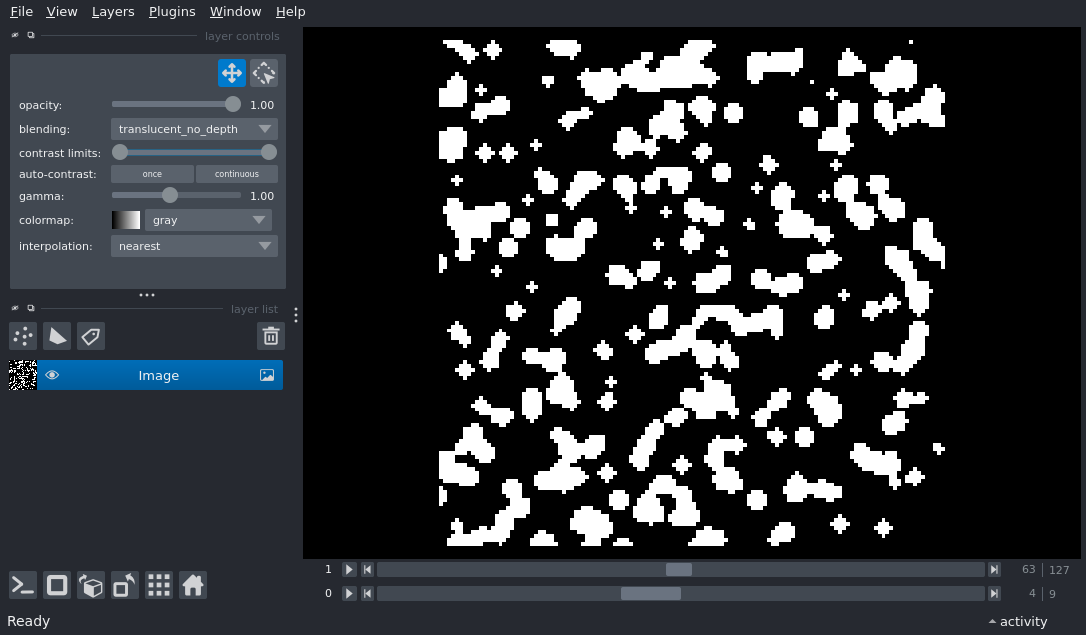 File View Layers Plugins Window Help
layer controls
opacity: 1.00
blending: translucent_no_depth
contrast limits:
auto-contrast: once continuous
gamma: 1.00
colormap: gray
interpolation: nearest
layer list
Image
1 63 127
0 4 9
Ready activity